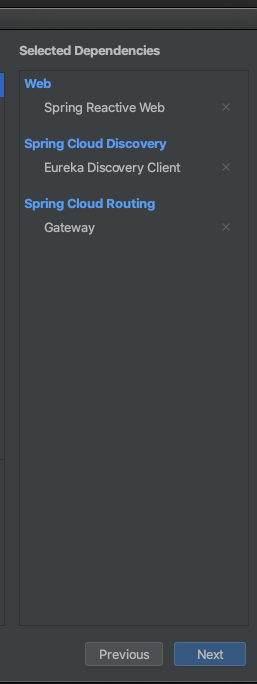 Selected Dependencies
Web
Spring Reactive Web
Spring Cloud Discovery
Eureka Discovery Client
Spring Cloud Routing
Gateway
Previous Next